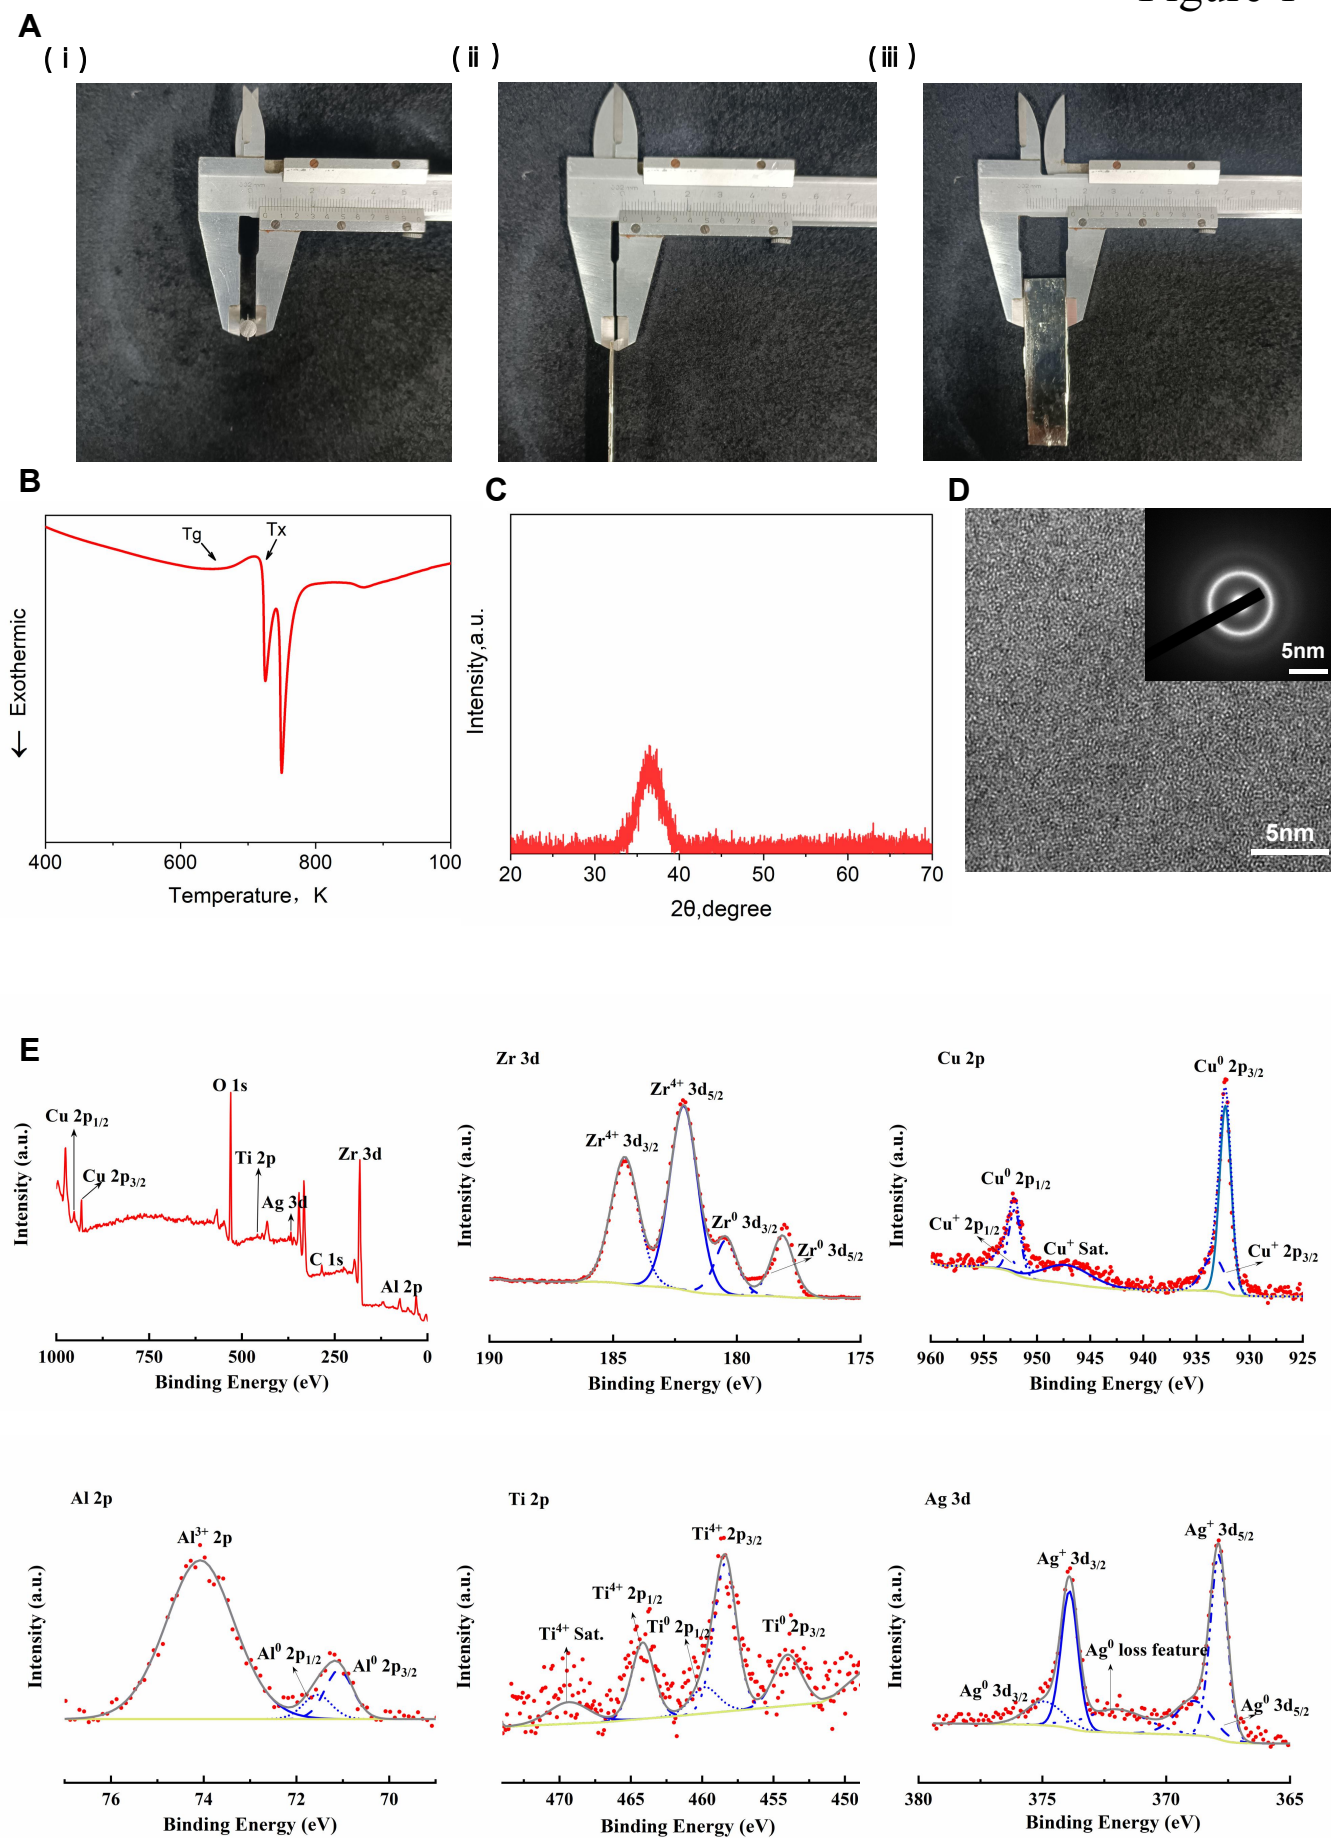 A
( i )
( ii )
( iii )
B
Tg
Tx
← Exothermic
400
600
800
100
Temperature, K
C
Intensity,a.u.
20
30
40
50
60
70
2θ,degree
D
5nm
5nm
E
O 1s
Cu 2p1/2
Cu 2p3/2
Ti 2p
Ag 3d
Zr 3d
C 1s
Al 2p
Intensity (a.u.)
1000
750
500
250
0
Binding Energy (eV)
Zr 3d
Zr⁴⁺ 3d5/2
Zr⁴⁺ 3d3/2
Zr⁰ 3d3/2
Zr⁰ 3d5/2
Intensity (a.u.)
190
185
180
175
Binding Energy (eV)
Cu 2p
Cu⁰ 2p3/2
Cu⁰ 2p1/2
Cu⁺ 2p1/2
Cu⁺ Sat.
Cu⁺ 2p3/2
Intensity (a.u.)
960
955
950
945
940
935
930
925
Binding Energy (eV)
Al 2p
Al³⁺ 2p
Al⁰ 2p1/2
Al⁰ 2p3/2
Intensity (a.u.)
76
74
72
70
Binding Energy (eV)
Ti 2p
Ti⁴⁺ 2p3/2
Ti⁴⁺ 2p1/2
Ti⁰ 2p1/2
Ti⁰ 2p3/2
Ti⁴⁺ Sat.
Intensity (a.u.)
470
465
460
455
450
Binding Energy (eV)
Ag 3d
Ag⁺ 3d5/2
Ag⁺ 3d3/2
Ag⁰ loss feature
Ag⁰ 3d3/2
Ag⁰ 3d5/2
Intensity (a.u.)
380
375
370
365
Binding Energy (eV)